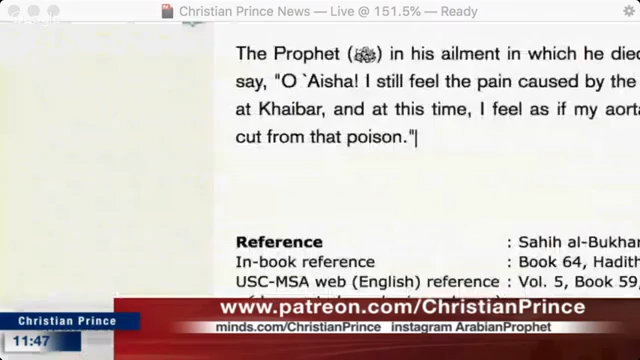 Christian Prince News — Live @ 151.5% — Ready
The Prophet (ﷺ) in his ailment in which he died
say, "O `Aisha! I still feel the pain caused by the
at Khaibar, and at this time, I feel as if my aorta
cut from that poison."
Reference : Sahih al-Bukhar
In-book reference : Book 64, Hadith
USC-MSA web (English) reference : Vol. 5, Book 59,
www.patreon.com/ChristianPrince
Christian Prince
minds.com/ChristianPrince instagram ArabianProphet
11:47